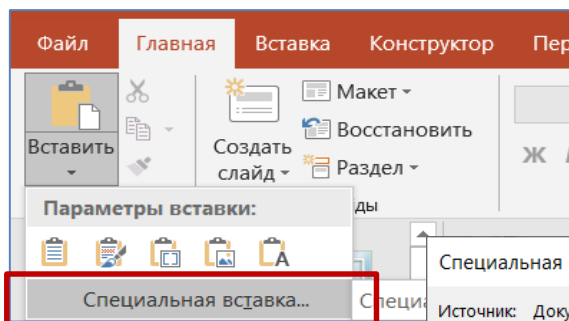 Файл Главная Вставка Конструктор
Вставить
Создать слайд
Макет
Восстановить
Раздел
Ж
Параметры вставки:
Специальная вставка...
Специальная
Источник: